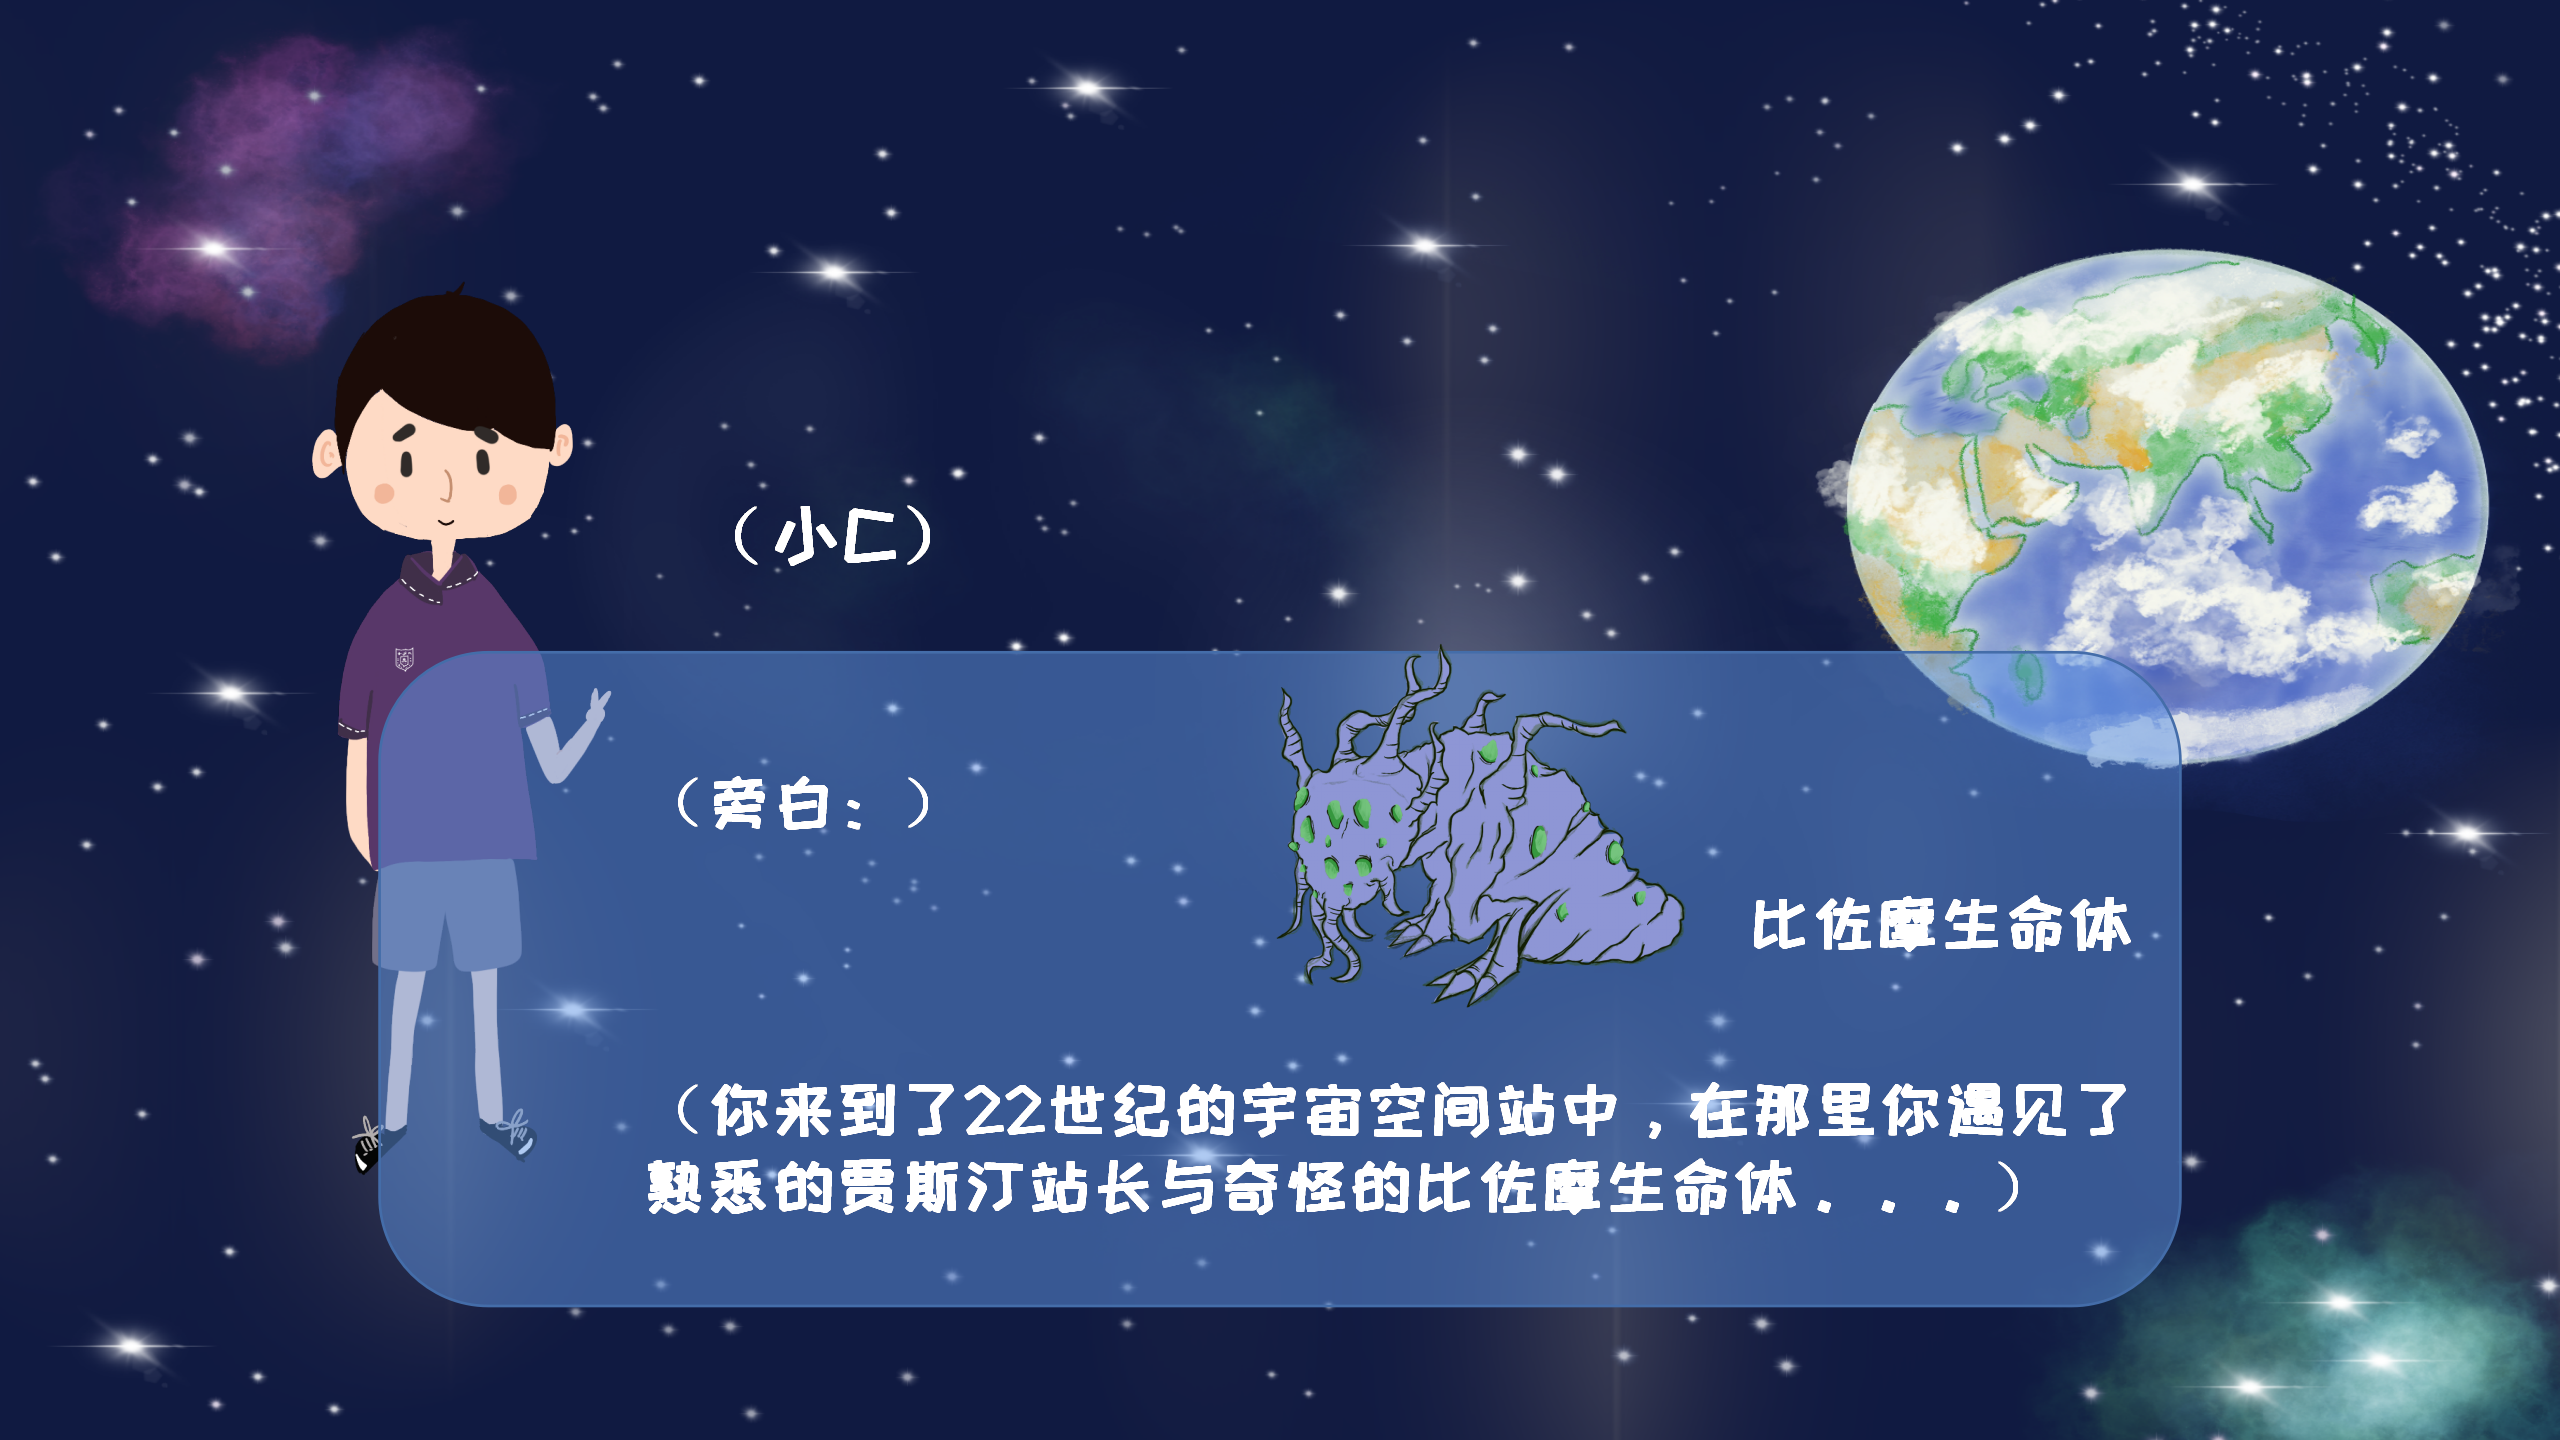 （小C）
（旁白：）
比佐摩生命体
（你来到了22世纪的宇宙空间站中，在那里你遇见了
熟悉的贾斯汀站长与奇怪的比佐摩生命体．．．）